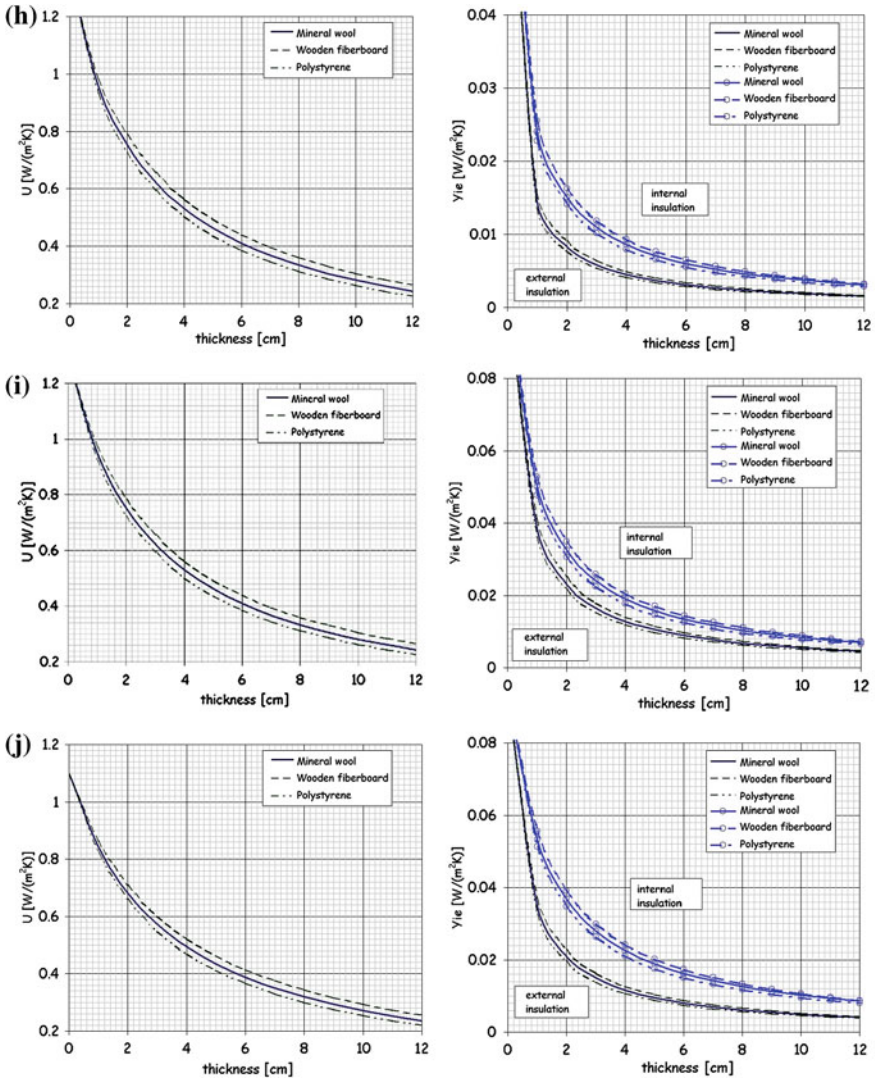 (h)
U [W/(m²K)]
1.2
1
0.8
0.6
0.4
0.2
0 2 4 6 8 10 12
thickness [cm]
Mineral wool
Wooden fiberboard
Polystyrene
Yie [W/(m²K)]
0.04
0.03
0.02
0.01
0
0 2 4 6 8 10 12
thickness [cm]
Mineral wool
Wooden fiberboard
Polystyrene
Mineral wool
Wooden fiberboard
Polystyrene
internal
insulation
external
insulation
(i)
U [W/(m²K)]
1.2
1
0.8
0.6
0.4
0.2
0 2 4 6 8 10 12
thickness [cm]
Mineral wool
Wooden fiberboard
Polystyrene
Yie [W/(m²K)]
0.08
0.06
0.04
0.02
0
0 2 4 6 8 10 12
thickness [cm]
Mineral wool
Wooden fiberboard
Polystyrene
Mineral wool
Wooden fiberboard
Polystyrene
internal
insulation
external
insulation
(j)
U [W/(m²K)]
1.2
1
0.8
0.6
0.4
0.2
0 2 4 6 8 10 12
thickness [cm]
Mineral wool
Wooden fiberboard
Polystyrene
Yie [W/(m²K)]
0.08
0.06
0.04
0.02
0
0 2 4 6 8 10 12
thickness [cm]
Mineral wool
Wooden fiberboard
Polystyrene
Mineral wool
Wooden fiberboard
Polystyrene
internal
insulation
external
insulation